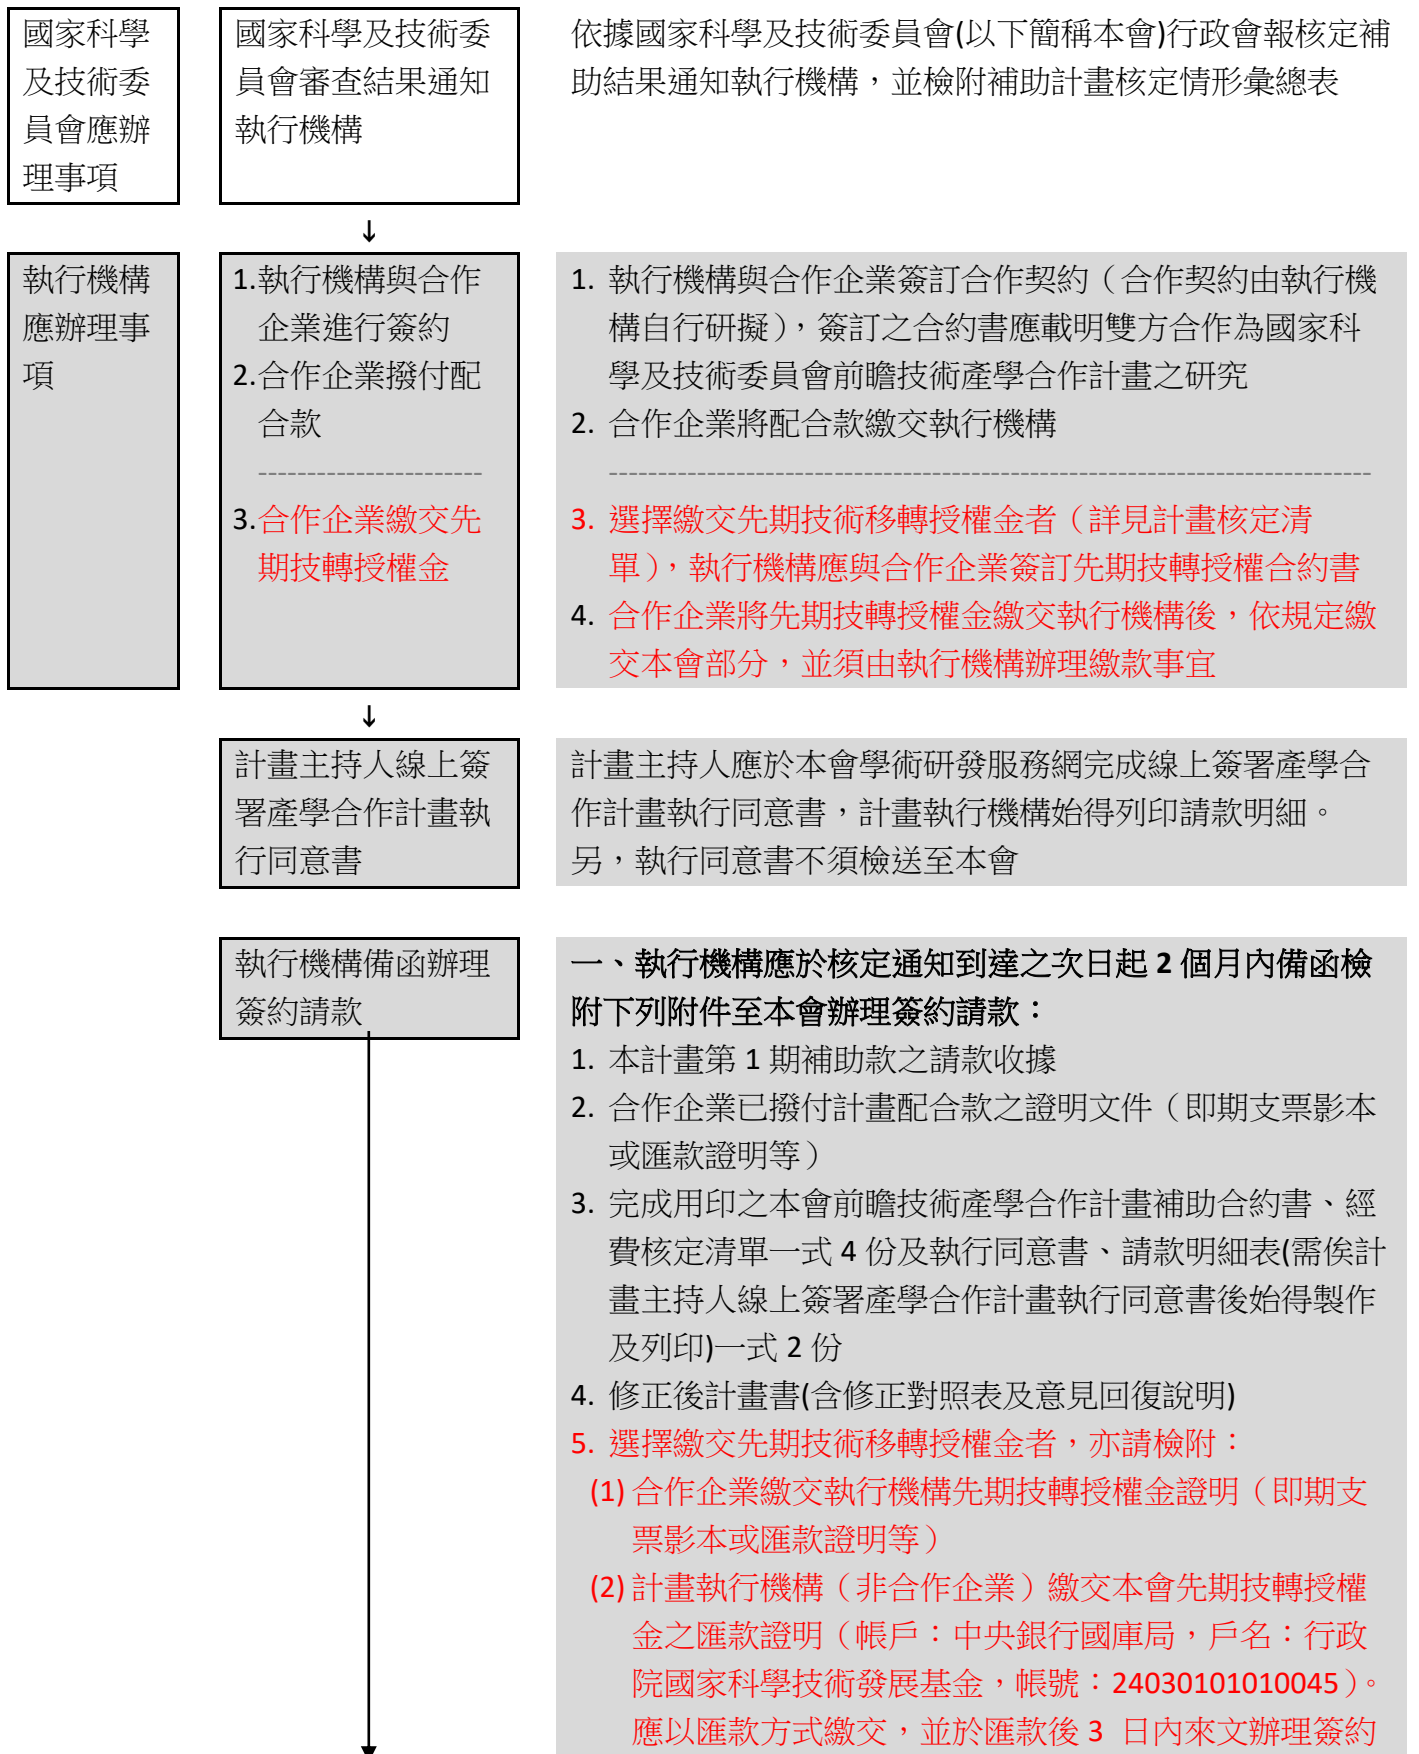 國家科學
及技術委
員會應辦
理事項
國家科學及技術委
員會審查結果通知
執行機構
依據國家科學及技術委員會(以下簡稱本會)行政會報核定補
助結果通知執行機構，並檢附補助計畫核定情形彙總表
↓
執行機構
應辦理事
項
1.執行機構與合作
企業進行簽約
2.合作企業撥付配
合款
-----------------------
3.合作企業繳交先
期技轉授權金
1. 執行機構與合作企業簽訂合作契約（合作契約由執行機
構自行研擬），簽訂之合約書應載明雙方合作為國家科
學及技術委員會前瞻技術產學合作計畫之研究
2. 合作企業將配合款繳交執行機構
------------------------------------------------------------------------------
3. 選擇繳交先期技術移轉授權金者（詳見計畫核定清
單），執行機構應與合作企業簽訂先期技轉授權合約書
4. 合作企業將先期技轉授權金繳交執行機構後，依規定繳
交本會部分，並須由執行機構辦理繳款事宜
↓
計畫主持人線上簽
署產學合作計畫執
行同意書
計畫主持人應於本會學術研發服務網完成線上簽署產學合
作計畫執行同意書，計畫執行機構始得列印請款明細。
另，執行同意書不須檢送至本會
執行機構備函辦理
簽約請款
一、執行機構應於核定通知到達之次日起 2 個月內備函檢
附下列附件至本會辦理簽約請款：
1. 本計畫第 1 期補助款之請款收據
2. 合作企業已撥付計畫配合款之證明文件（即期支票影本
或匯款證明等）
3. 完成用印之本會前瞻技術產學合作計畫補助合約書、經
費核定清單一式 4 份及執行同意書、請款明細表(需俟計
畫主持人線上簽署產學合作計畫執行同意書後始得製作
及列印)一式 2 份
4. 修正後計畫書(含修正對照表及意見回復說明)
5. 選擇繳交先期技術移轉授權金者，亦請檢附：
(1) 合作企業繳交執行機構先期技轉授權金證明（即期支
票影本或匯款證明等）
(2) 計畫執行機構（非合作企業）繳交本會先期技轉授權
金之匯款證明（帳戶：中央銀行國庫局，戶名：行政
院國家科學技術發展基金，帳號：24030101010045）。
應以匯款方式繳交，並於匯款後 3 日內來文辦理簽約